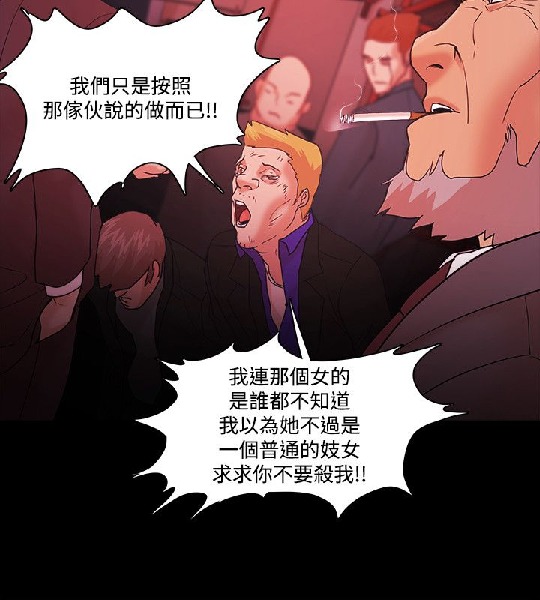 我們只是按照
那傢伙說的做而已!!
我連那個女的
是誰都不知道
我以為她不過是
一個普通的妓女
求求你不要殺我!!